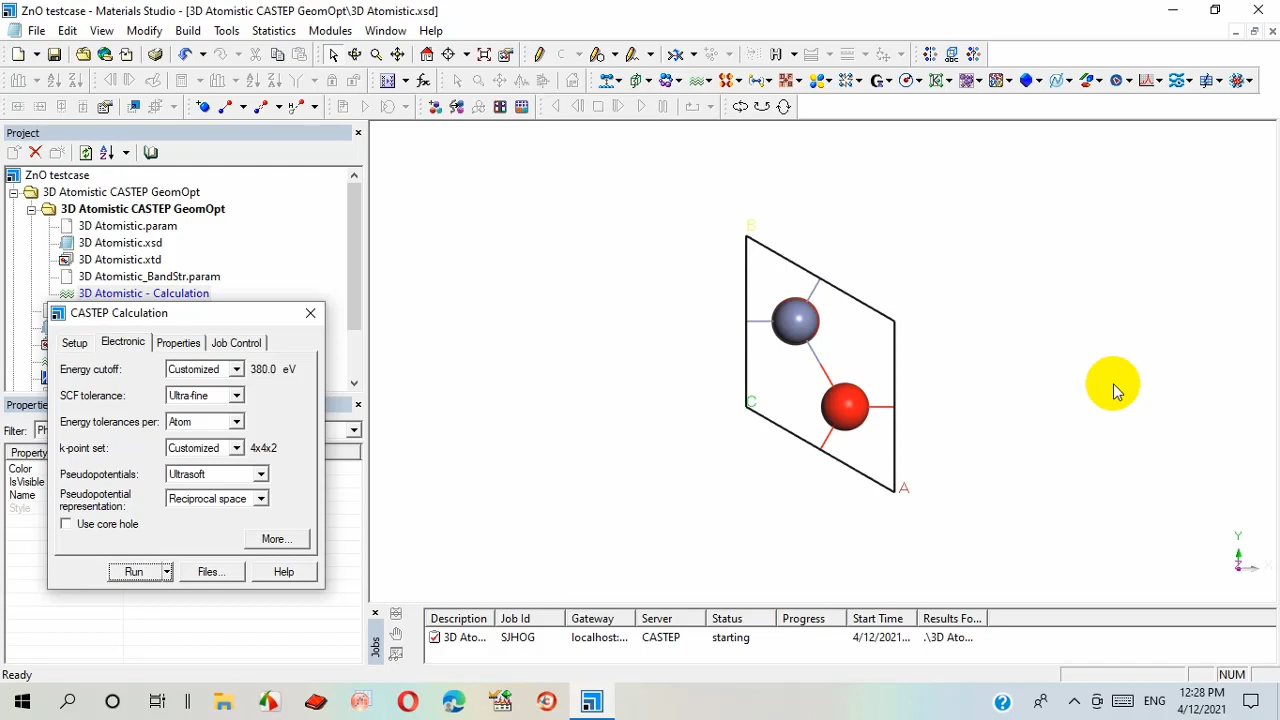 ZnO testcase - Materials Studio - [3D Atomistic CASTEP GeomOpt\3D Atomistic.xsd]
File Edit View Modify Build Tools Statistics Modules Window Help
Project
ZnO testcase
3D Atomistic CASTEP GeomOpt
3D Atomistic CASTEP GeomOpt
3D Atomistic.param
3D Atomistic.xsd
3D Atomistic.xtd
3D Atomistic_BandStr.param
3D Atomistic - Calculation
CASTEP Calculation
Setup Electronic Properties Job Control
Energy cutoff: Customized 380.0 eV
SCF tolerance: Ultra-fine
Energy tolerances per: Atom
k-point set: Customized 4x4x2
Pseudopotentials: Ultrasoft
Pseudopotential
representation: Reciprocal space
Use core hole
More...
Run Files... Help
Properties
Filter:
Property
Color
IsVisible
Name
Style
B
C
A
Y
Z
X
Jobs
Description Job Id Gateway Server Status Progress Start Time Results Fo...
3D Ato... SJHOG localhost:... CASTEP starting 4/12/2021... .\3D Ato...
Ready
NUM
ENG
12:28 PM
4/12/2021